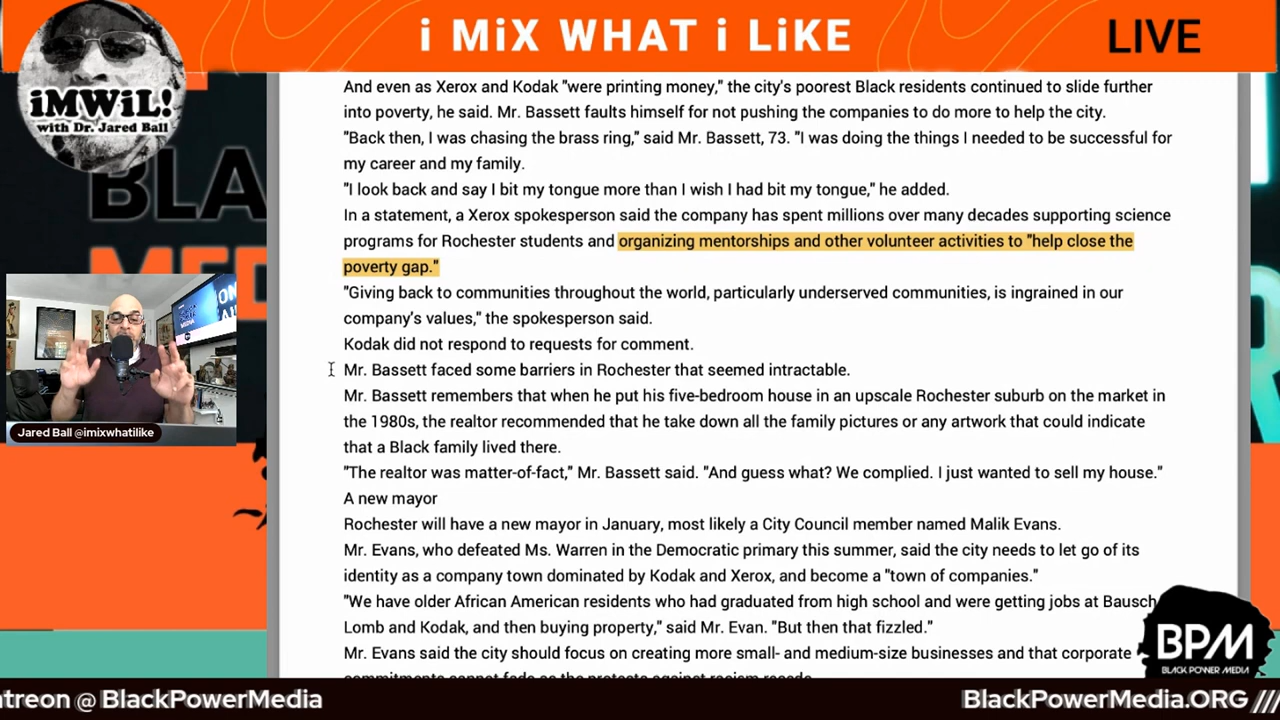 i MiX WHAT i LiKE
LIVE
iMWiL!
with Dr. Jared Ball
BLA
And even as Xerox and Kodak "were printing money," the city's poorest Black residents continued to slide further
into poverty, he said. Mr. Bassett faults himself for not pushing the companies to do more to help the city.
"Back then, I was chasing the brass ring," said Mr. Bassett, 73. "I was doing the things I needed to be successful for
my career and my family.
"I look back and say I bit my tongue more than I wish I had bit my tongue," he added.
In a statement, a Xerox spokesperson said the company has spent millions over many decades supporting science
programs for Rochester students and organizing mentorships and other volunteer activities to "help close the
poverty gap."
"Giving back to communities throughout the world, particularly underserved communities, is ingrained in our
company's values," the spokesperson said.
Kodak did not respond to requests for comment.
Mr. Bassett faced some barriers in Rochester that seemed intractable.
Mr. Bassett remembers that when he put his five-bedroom house in an upscale Rochester suburb on the market in
the 1980s, the realtor recommended that he take down all the family pictures or any artwork that could indicate
that a Black family lived there.
"The realtor was matter-of-fact," Mr. Bassett said. "And guess what? We complied. I just wanted to sell my house."
A new mayor
Rochester will have a new mayor in January, most likely a City Council member named Malik Evans.
Mr. Evans, who defeated Ms. Warren in the Democratic primary this summer, said the city needs to let go of its
identity as a company town dominated by Kodak and Xerox, and become a "town of companies."
"We have older African American residents who had graduated from high school and were getting jobs at Bausch
Lomb and Kodak, and then buying property," said Mr. Evan. "But then that fizzled."
Mr. Evans said the city should focus on creating more small- and medium-size businesses and that corporate
Jared Ball @imixwhatilike
BPM
BLACK POWER MEDIA
atreon @ BlackPowerMedia
BlackPowerMedia.ORG ///